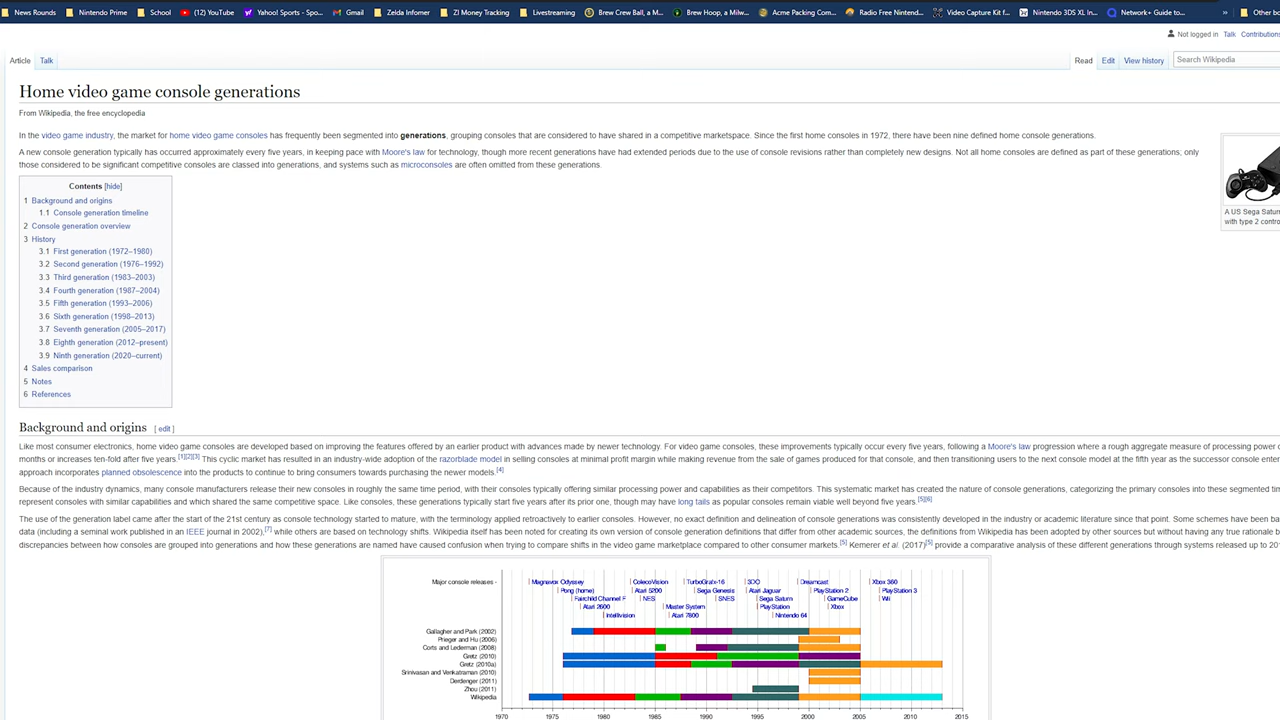 News Rounds Nintendo Prime School (12) YouTube Yahoo! Sports - Spo... Gmail Zelda Infomer ZI Money Tracking Livestreaming Brew Crew Ball, a M... Brew Hoop, a Milw... Acme Packing Com... Radio Free Nintend... Video Capture Kit f... Nintendo 3DS XL In... Network+ Guide to... » Other bo
Not logged in Talk Contributions
Article Talk Read Edit View history Search Wikipedia
Home video game console generations
From Wikipedia, the free encyclopedia
In the video game industry, the market for home video game consoles has frequently been segmented into generations, grouping consoles that are considered to have shared in a competitive marketspace. Since the first home consoles in 1972, there have been nine defined home console generations.
A new console generation typically has occurred approximately every five years, in keeping pace with Moore's law for technology, though more recent generations have had extended periods due to the use of console revisions rather than completely new designs. Not all home consoles are defined as part of these generations; only
those considered to be significant competitive consoles are classed into generations, and systems such as microconsoles are often omitted from these generations.
A US Sega Saturn
with type 2 contro
Contents [hide]
1 Background and origins
1.1 Console generation timeline
2 Console generation overview
3 History
3.1 First generation (1972–1980)
3.2 Second generation (1976–1992)
3.3 Third generation (1983–2003)
3.4 Fourth generation (1987–2004)
3.5 Fifth generation (1993–2006)
3.6 Sixth generation (1998–2013)
3.7 Seventh generation (2005–2017)
3.8 Eighth generation (2012–present)
3.9 Ninth generation (2020–current)
4 Sales comparison
5 Notes
6 References
Background and origins [ edit ]
Like most consumer electronics, home video game consoles are developed based on improving the features offered by an earlier product with advances made by newer technology. For video game consoles, these improvements typically occur every five years, following a Moore's law progression where a rough aggregate measure of processing power
months or increases ten-fold after five years.[1][2][3] This cyclic market has resulted in an industry-wide adoption of the razorblade model in selling consoles at minimal profit margin while making revenue from the sale of games produced for that console, and then transitioning users to the next console model at the fifth year as the successor console enter
approach incorporates planned obsolescence into the products to continue to bring consumers towards purchasing the newer models.[4]
Because of the industry dynamics, many console manufacturers release their new consoles in roughly the same time period, with their consoles typically offering similar processing power and capabilities as their competitors. This systematic market has created the nature of console generations, categorizing the primary consoles into these segmented tim
represent consoles with similar capabilities and which shared the same competitive space. Like consoles, these generations typically start five years after its prior one, though may have long tails as popular consoles remain viable well beyond five years.[5][6]
The use of the generation label came after the start of the 21st century as console technology started to mature, with the terminology applied retroactively to earlier consoles. However, no exact definition and delineation of console generations was consistently developed in the industry or academic literature since that point. Some schemes have been ba
data (including a seminal work published in an IEEE journal in 2002),[7] while others are based on technology shifts. Wikipedia itself has been noted for creating its own version of console generation definitions that differ from other academic sources, the definitions from Wikipedia has been adopted by other sources but without having any true rationale b
discrepancies between how consoles are grouped into generations and how these generations are named have caused confusion when trying to compare shifts in the video game marketplace compared to other consumer markets.[5] Kemerer et al. (2017)[5] provide a comparative analysis of these different generations through systems released up to 201
Major console releases - Magnavox Odyssey ColecoVision TurboGrafx-16 3DO Dreamcast Xbox 360
Pong (home) Atari 5200 Sega Genesis Atari Jaguar PlayStation 2 PlayStation 3
Fairchild Channel F NES SNES Sega Saturn GameCube Wii
Atari 2600 Master System PlayStation Xbox
Intellivision Atari 7800 Nintendo 64
Gallagher and Park (2002)
Prieger and Hu (2006)
Corts and Lederman (2008)
Gretz (2010)
Gretz (2010a)
Srinivasan and Venkatraman (2010)
Derdenger (2011)
Zhou (2011)
Wikipedia
1970 1975 1980 1985 1990 1995 2000 2005 2010 2015